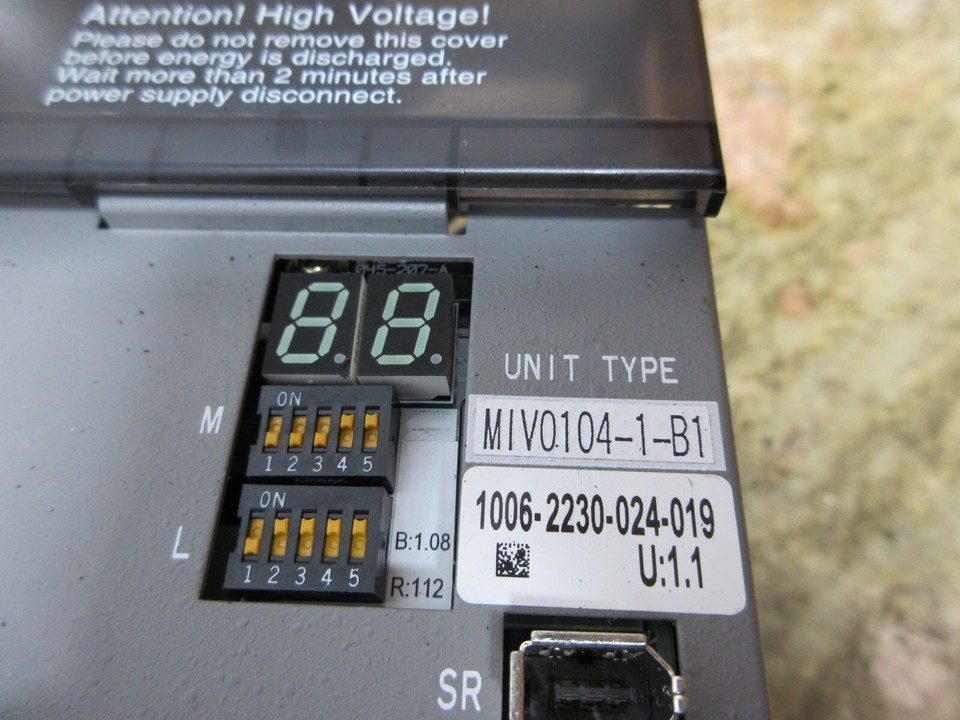 Attention! High Voltage!
Please do not remove this cover
before energy is discharged.
Wait more than 2 minutes after
power supply disconnect.
UNIT TYPE
MIV0104-1-B1
1006-2230-024-019
U:1.1
M
ON
1 2 3 4 5
L
ON
1 2 3 4 5
B:1.08
R:112
SR